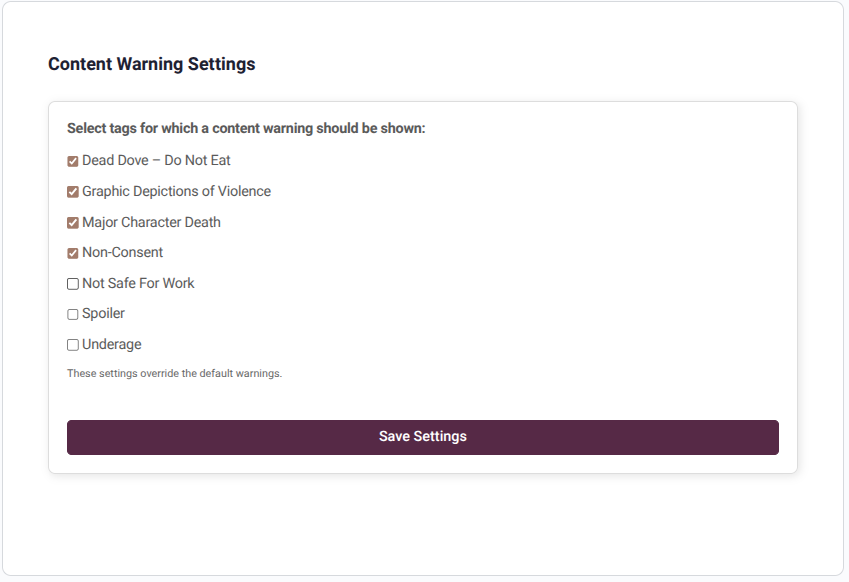 Content Warning Settings
Select tags for which a content warning should be shown:
Dead Dove – Do Not Eat
Graphic Depictions of Violence
Major Character Death
Non-Consent
Not Safe For Work
Spoiler
Underage
These settings override the default warnings.
Save Settings